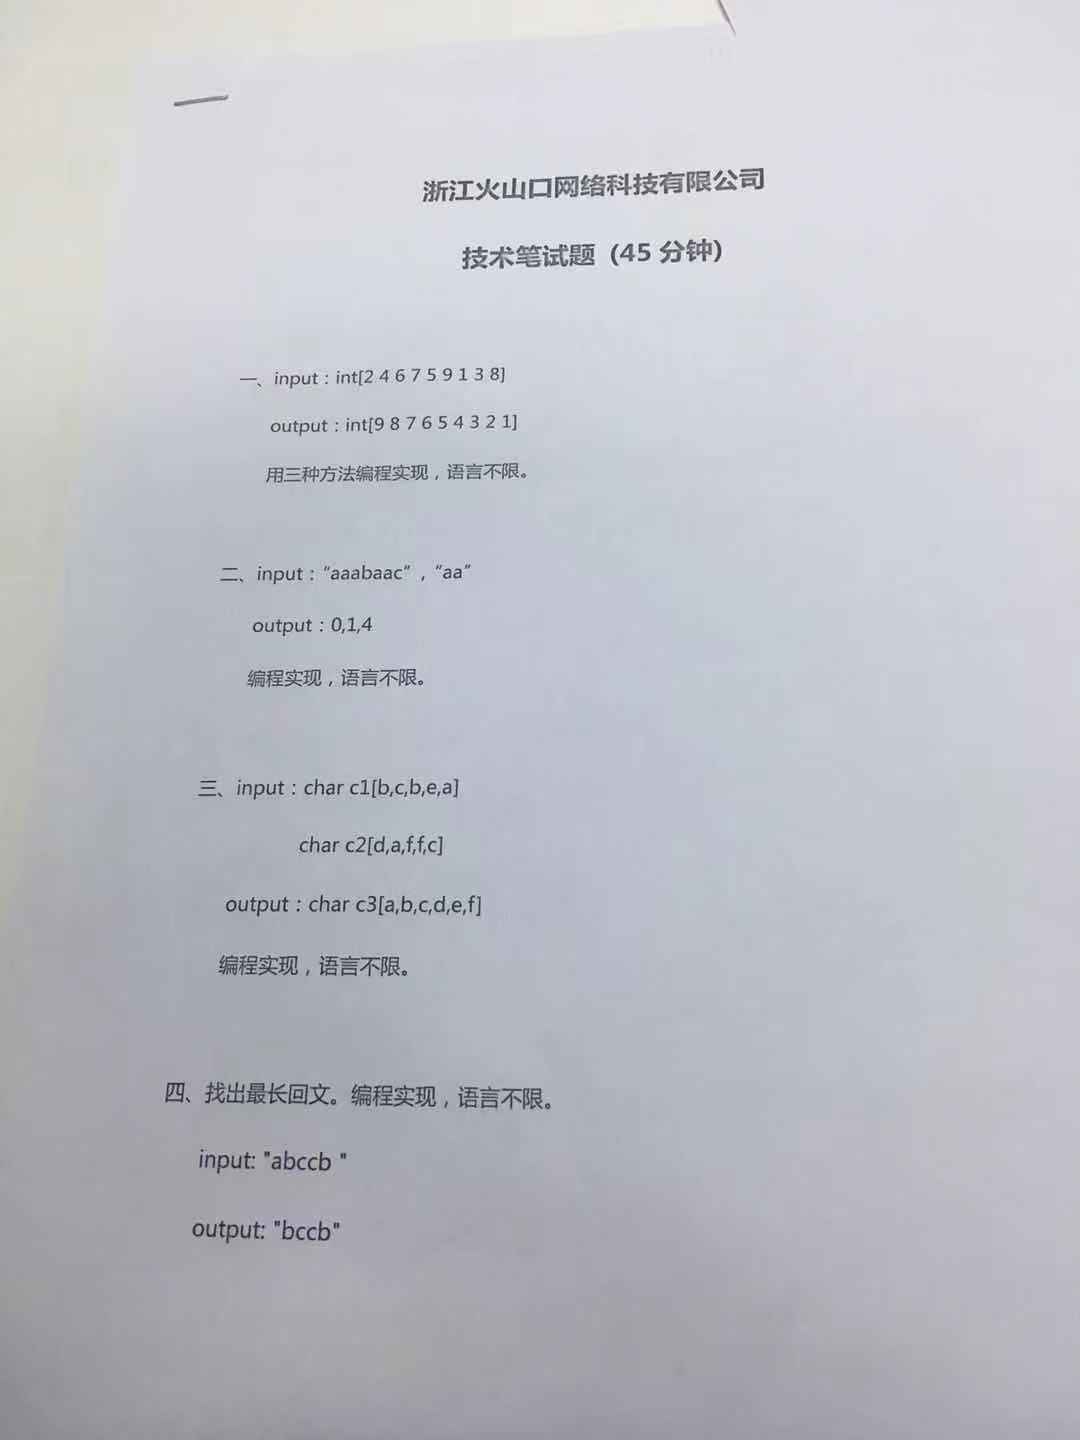 浙江火山口网络科技有限公司
技术笔试题（45 分钟）
一、input：int[2 4 6 7 5 9 1 3 8]
output：int[9 8 7 6 5 4 3 2 1]
用三种方法编程实现，语言不限。
二、input：“aaabaac”，“aa”
output：0,1,4
编程实现，语言不限。
三、input：char c1[b,c,b,e,a]
char c2[d,a,f,f,c]
output：char c3[a,b,c,d,e,f]
编程实现，语言不限。
四、找出最长回文。编程实现，语言不限。
input: "abccb "
output: "bccb"